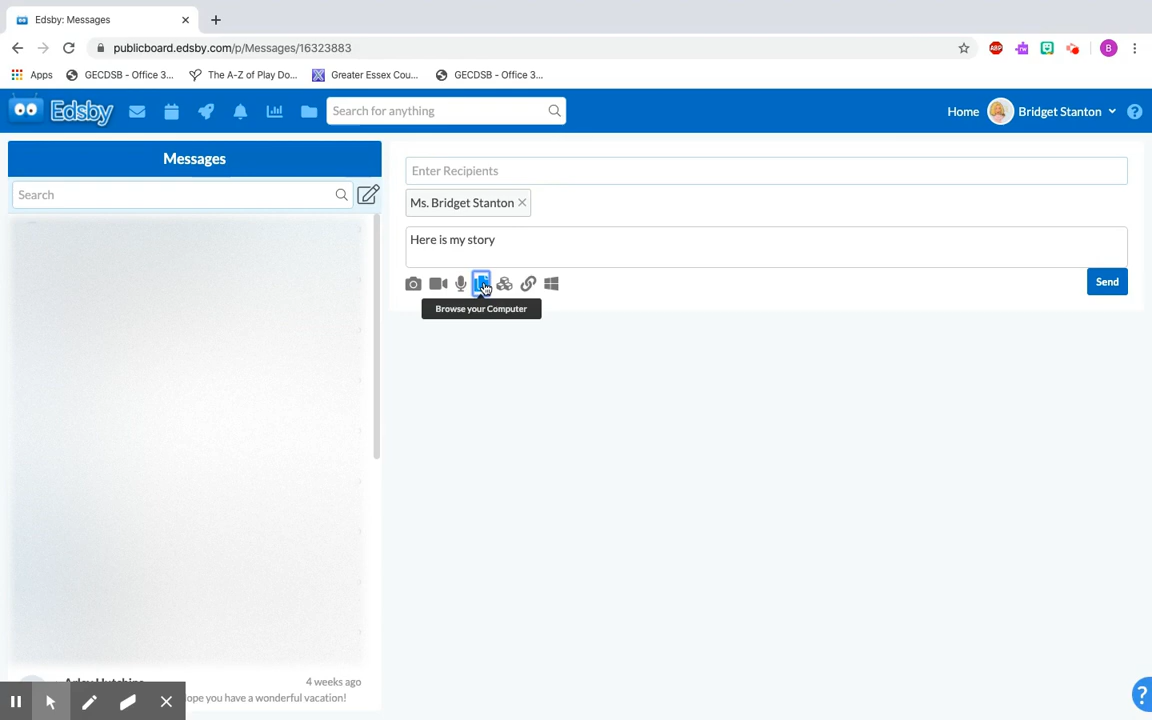 Edsby: Messages
publicboard.edsby.com/p/Messages/16323883
ABP
B
Apps
GECDSB - Office 3...
The A-Z of Play Do...
Greater Essex Cou...
GECDSB - Office 3...
Edsby
Search for anything
Home
Bridget Stanton
?
Messages
Search
Enter Recipients
Ms. Bridget Stanton
Here is my story
Send
Browse your Computer
4 weeks ago
ope you have a wonderful vacation!
?